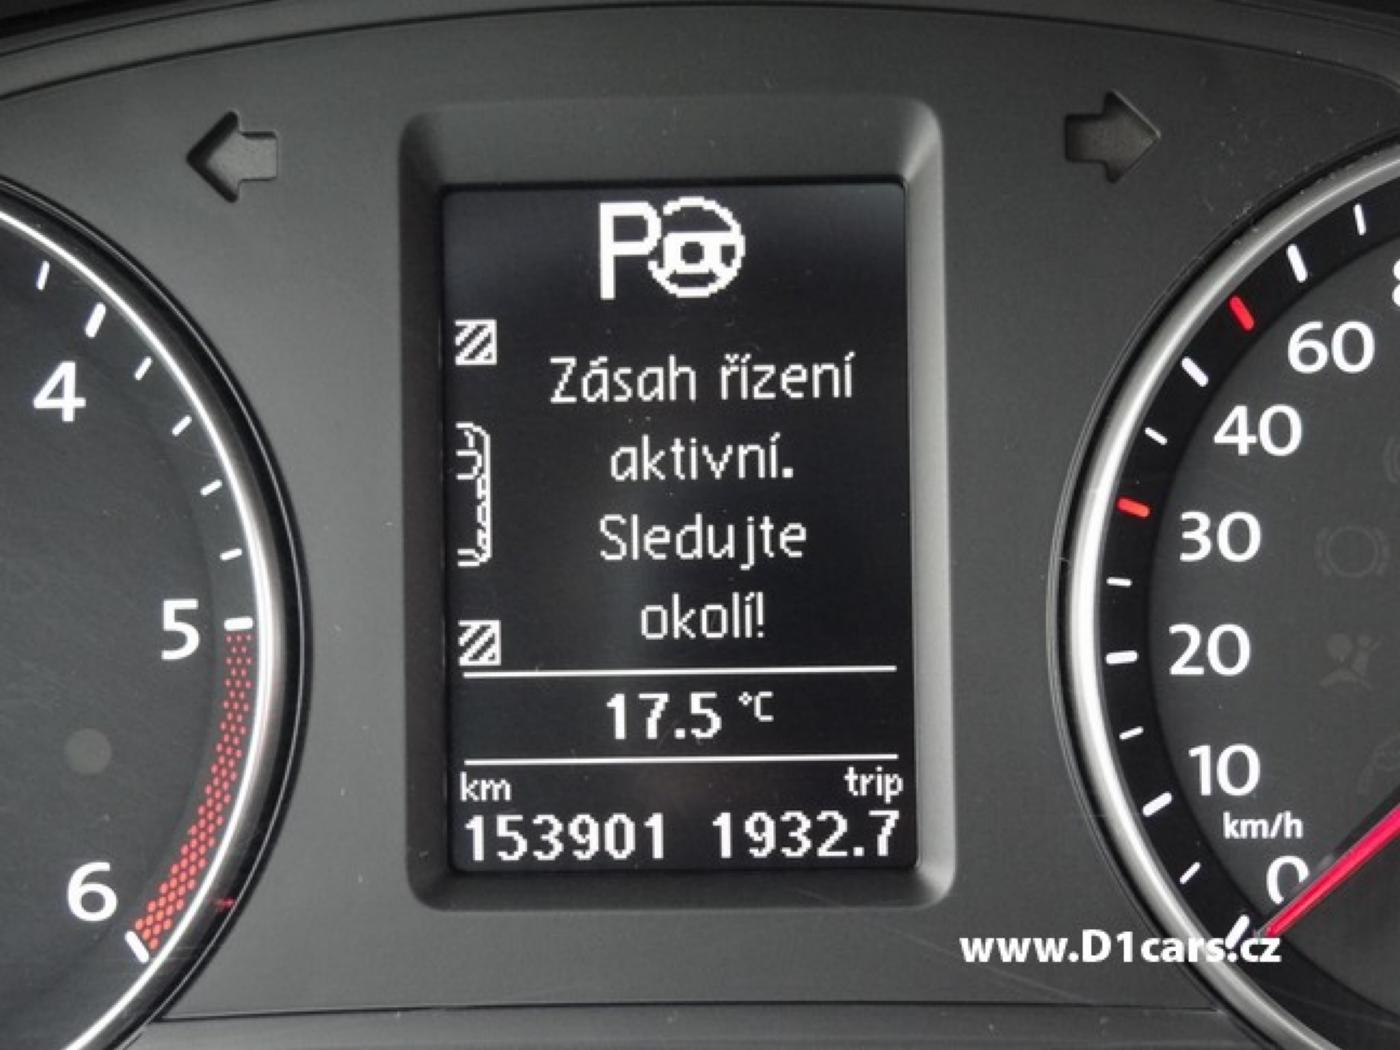 P
Zásah řízení
aktivní.
Sledujte
okolí!
17.5 °C
km trip
153901 1932.7
4
5
6
60
40
30
20
10
km/h
0
www.D1cars.cz